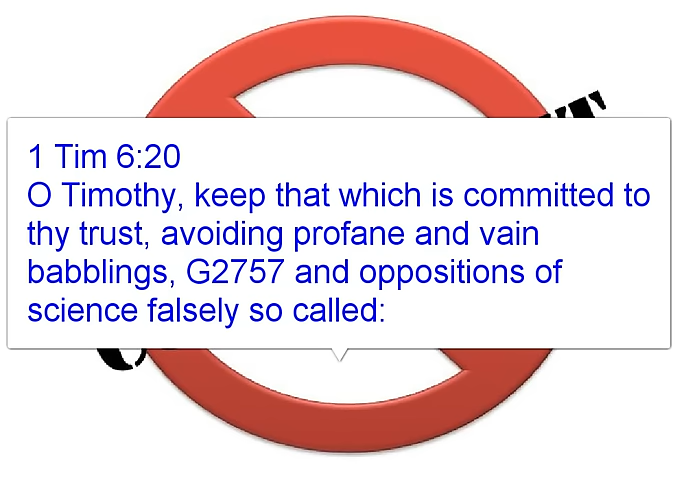 1 Tim 6:20
O Timothy, keep that which is committed to
thy trust, avoiding profane and vain
babblings, G2757 and oppositions of
science falsely so called: